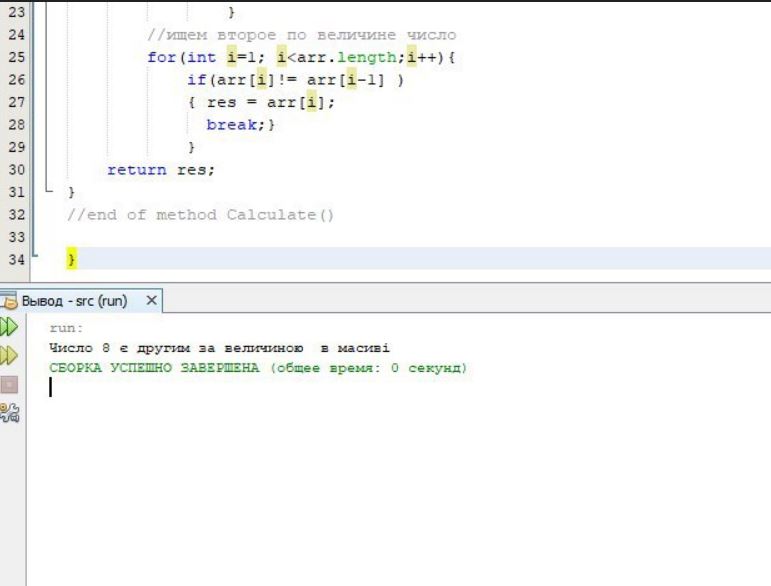 23 }
24 //ищем второе по величине число
25 for(int i=1; i<arr.length;i++){
26 if(arr[i]!= arr[i-1] )
27 { res = arr[i];
28 break;}
29 }
30 return res;
31 }
32 //end of method Calculate()
33
34 }
Вывод - src (run) ×
run:
Число 8 є другим за величиною  в масиві
СБОРКА УСПЕШНО ЗАВЕРШЕНА (общее время: 0 секунд)